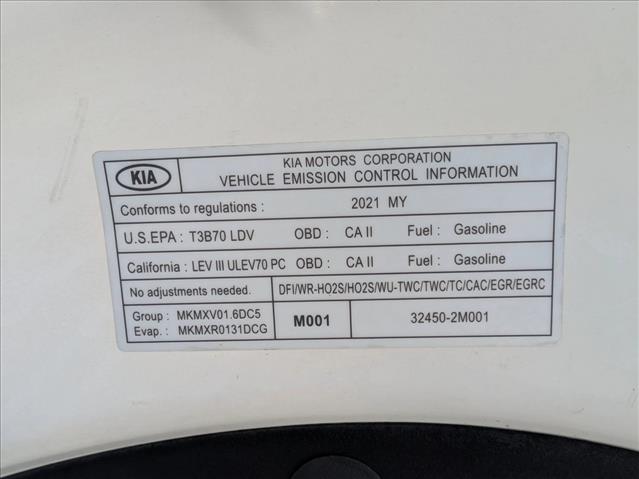 KIA
KIA MOTORS CORPORATION
VEHICLE EMISSION CONTROL INFORMATION
Conforms to regulations : 2021 MY
U.S.EPA : T3B70 LDV OBD : CA II Fuel : Gasoline
California : LEV III ULEV70 PC OBD : CA II Fuel : Gasoline
No adjustments needed. DFI/WR-HO2S/HO2S/WU-TWC/TWC/TC/CAC/EGR/EGRC
Group : MKMXV01.6DC5
Evap. : MKMXR0131DCG
M001
32450-2M001